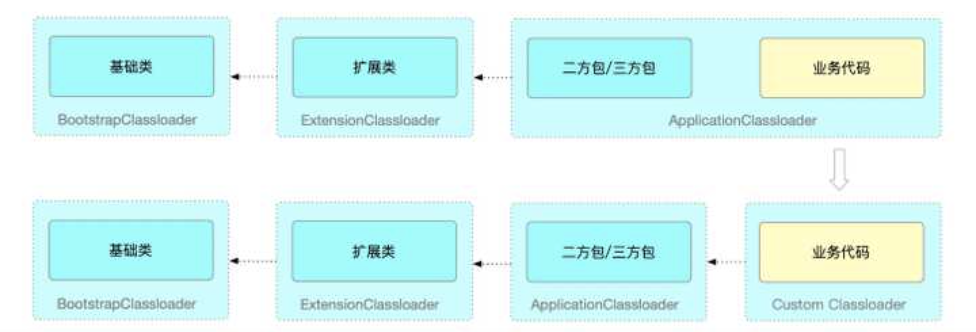 基础类
扩展类
二方包/三方包
业务代码
BootstrapClassloader
ExtensionClassloader
ApplicationClassloader
基础类
扩展类
二方包/三方包
业务代码
BootstrapClassloader
ExtensionClassloader
ApplicationClassloader
Custom Classloader